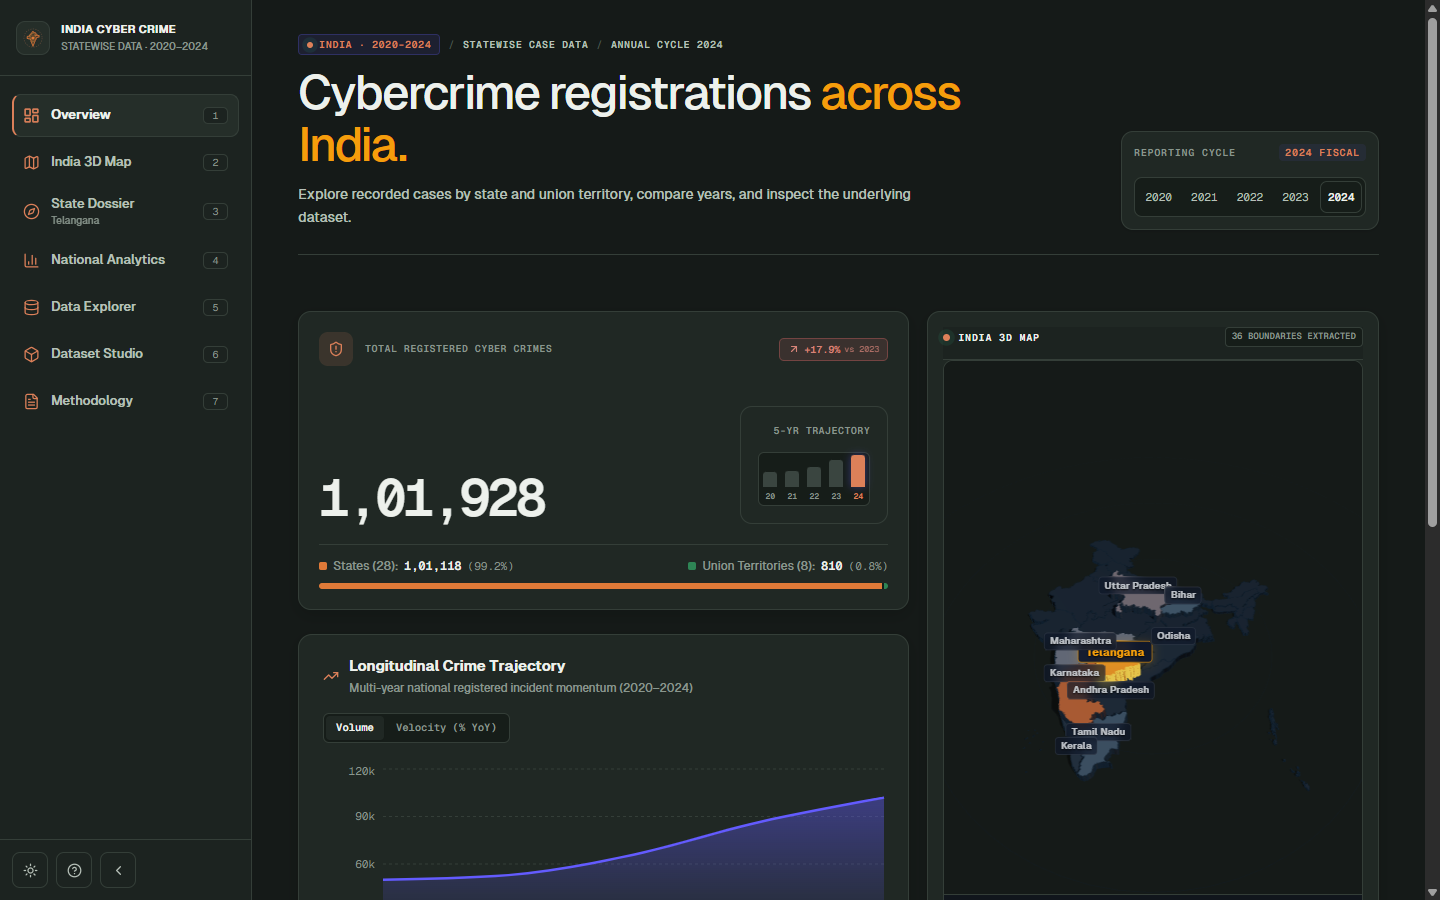 INDIA CYBER CRIME
STATEWISE DATA · 2020–2024
Overview 1
India 3D Map 2
State Dossier 3
Telangana
National Analytics 4
Data Explorer 5
Dataset Studio 6
Methodology 7
INDIA · 2020–2024 / STATEWISE CASE DATA / ANNUAL CYCLE 2024
Cybercrime registrations across
India.
Explore recorded cases by state and union territory, compare years, and inspect the underlying
dataset.
REPORTING CYCLE 2024 FISCAL
2020 2021 2022 2023 2024
TOTAL REGISTERED CYBER CRIMES +17.9% vs 2023
5-YR TRAJECTORY
20 21 22 23 24
1,01,928
States (28): 1,01,118 (99.2%) Union Territories (8): 810 (0.8%)
Longitudinal Crime Trajectory
Multi-year national registered incident momentum (2020–2024)
Volume Velocity (% YoY)
120k
90k
60k
INDIA 3D MAP 36 BOUNDARIES EXTRACTED
Uttar Pradesh
Bihar
Odisha
Maharashtra
Telangana
Karnataka
Andhra Pradesh
Tamil Nadu
Kerala